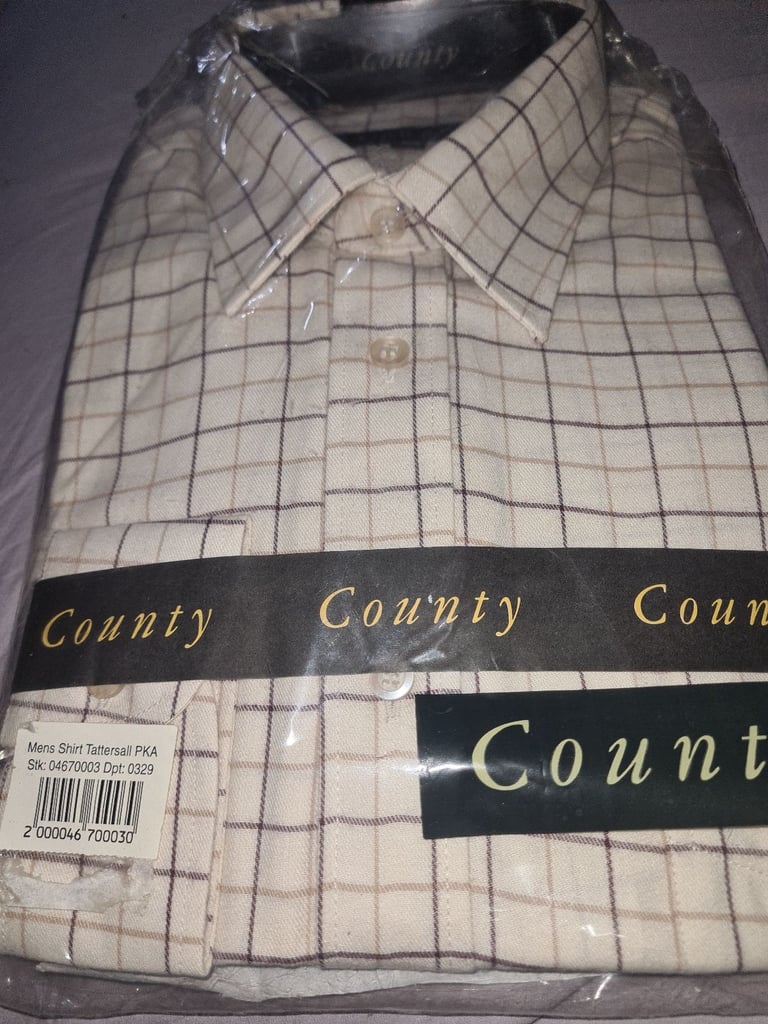 County
County County Coun
Count
Mens Shirt Tattersall PKA
Stk: 04670003 Dpt: 0329
2 000046 700030